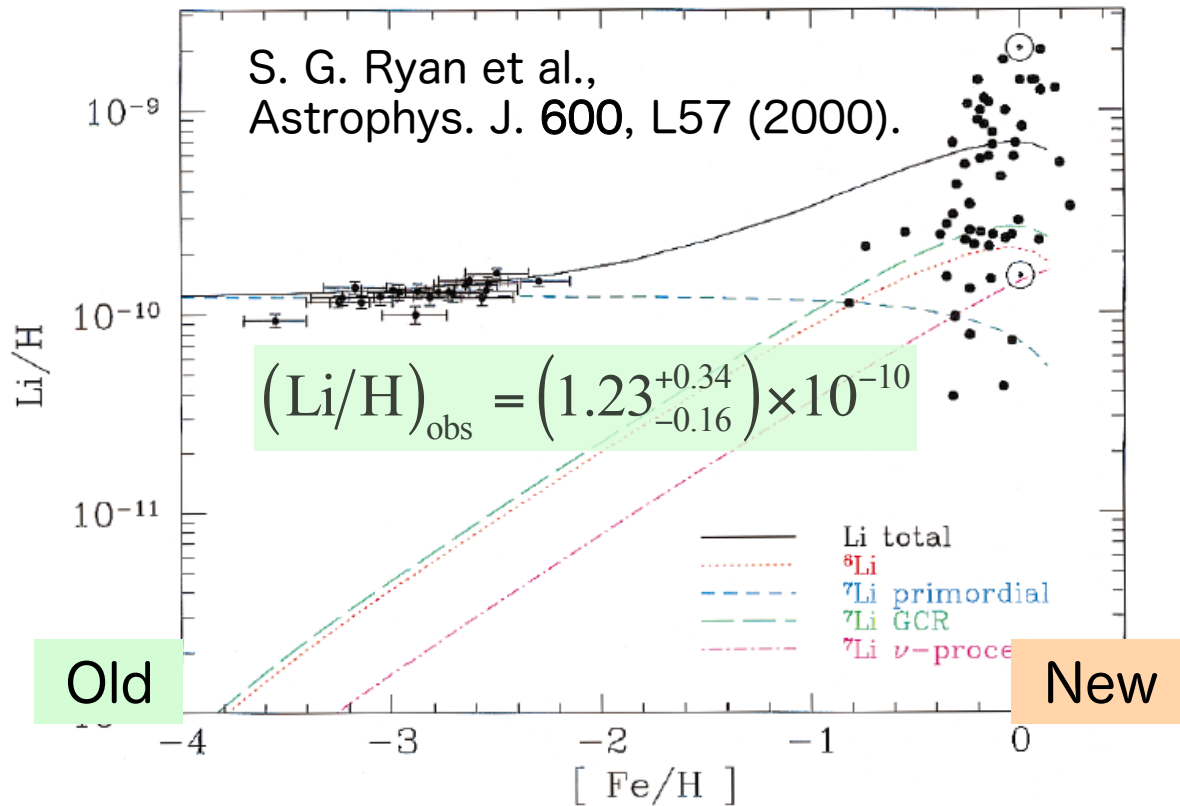 S. G. Ryan et al.,
Astrophys. J. 600, L57 (2000).
10⁻⁹
10⁻¹⁰
Li/H
(Li/H)obs = (1.23 +0.34 −0.16)×10⁻¹⁰
10⁻¹¹
Li total
⁶Li
⁷Li primordial
⁷Li GCR
⁷Li ν-proce
Old
New
−4 −3 −2 −1 0
[ Fe/H ]